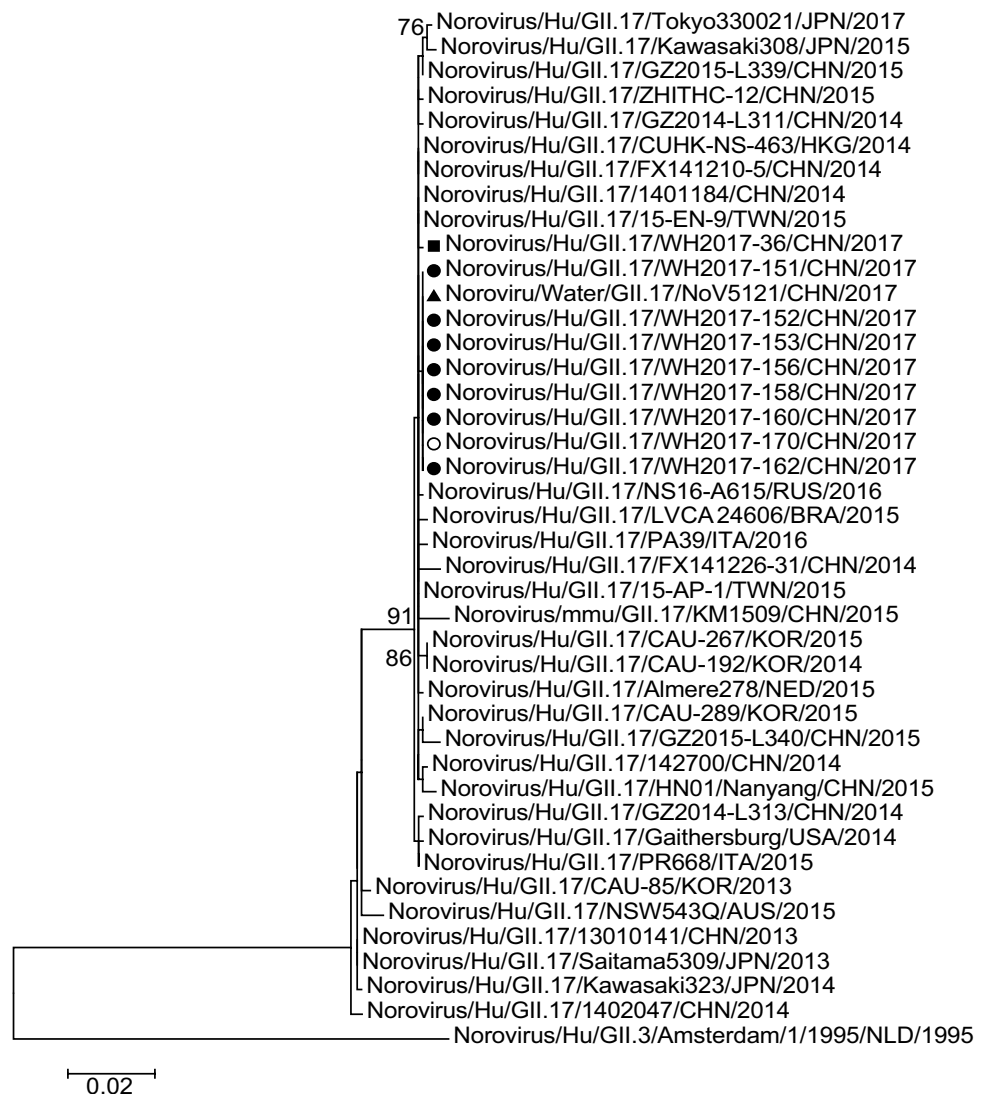 76
Norovirus/Hu/GII.17/Tokyo330021/JPN/2017
Norovirus/Hu/GII.17/Kawasaki308/JPN/2015
Norovirus/Hu/GII.17/GZ2015-L339/CHN/2015
Norovirus/Hu/GII.17/ZHITHC-12/CHN/2015
Norovirus/Hu/GII.17/GZ2014-L311/CHN/2014
Norovirus/Hu/GII.17/CUHK-NS-463/HKG/2014
Norovirus/Hu/GII.17/FX141210-5/CHN/2014
Norovirus/Hu/GII.17/1401184/CHN/2014
Norovirus/Hu/GII.17/15-EN-9/TWN/2015
Norovirus/Hu/GII.17/WH2017-36/CHN/2017
Norovirus/Hu/GII.17/WH2017-151/CHN/2017
Noroviru/Water/GII.17/NoV5121/CHN/2017
Norovirus/Hu/GII.17/WH2017-152/CHN/2017
Norovirus/Hu/GII.17/WH2017-153/CHN/2017
Norovirus/Hu/GII.17/WH2017-156/CHN/2017
Norovirus/Hu/GII.17/WH2017-158/CHN/2017
Norovirus/Hu/GII.17/WH2017-160/CHN/2017
Norovirus/Hu/GII.17/WH2017-170/CHN/2017
Norovirus/Hu/GII.17/WH2017-162/CHN/2017
Norovirus/Hu/GII.17/NS16-A615/RUS/2016
Norovirus/Hu/GII.17/LVCA 24606/BRA/2015
Norovirus/Hu/GII.17/PA39/ITA/2016
Norovirus/Hu/GII.17/FX141226-31/CHN/2014
Norovirus/Hu/GII.17/15-AP-1/TWN/2015
91
Norovirus/mmu/GII.17/KM1509/CHN/2015
Norovirus/Hu/GII.17/CAU-267/KOR/2015
86
Norovirus/Hu/GII.17/CAU-192/KOR/2014
Norovirus/Hu/GII.17/Almere278/NED/2015
Norovirus/Hu/GII.17/CAU-289/KOR/2015
Norovirus/Hu/GII.17/GZ2015-L340/CHN/2015
Norovirus/Hu/GII.17/142700/CHN/2014
Norovirus/Hu/GII.17/HN01/Nanyang/CHN/2015
Norovirus/Hu/GII.17/GZ2014-L313/CHN/2014
Norovirus/Hu/GII.17/Gaithersburg/USA/2014
Norovirus/Hu/GII.17/PR668/ITA/2015
Norovirus/Hu/GII.17/CAU-85/KOR/2013
Norovirus/Hu/GII.17/NSW543Q/AUS/2015
Norovirus/Hu/GII.17/13010141/CHN/2013
Norovirus/Hu/GII.17/Saitama5309/JPN/2013
Norovirus/Hu/GII.17/Kawasaki323/JPN/2014
Norovirus/Hu/GII.17/1402047/CHN/2014
Norovirus/Hu/GII.3/Amsterdam/1/1995/NLD/1995
0.02